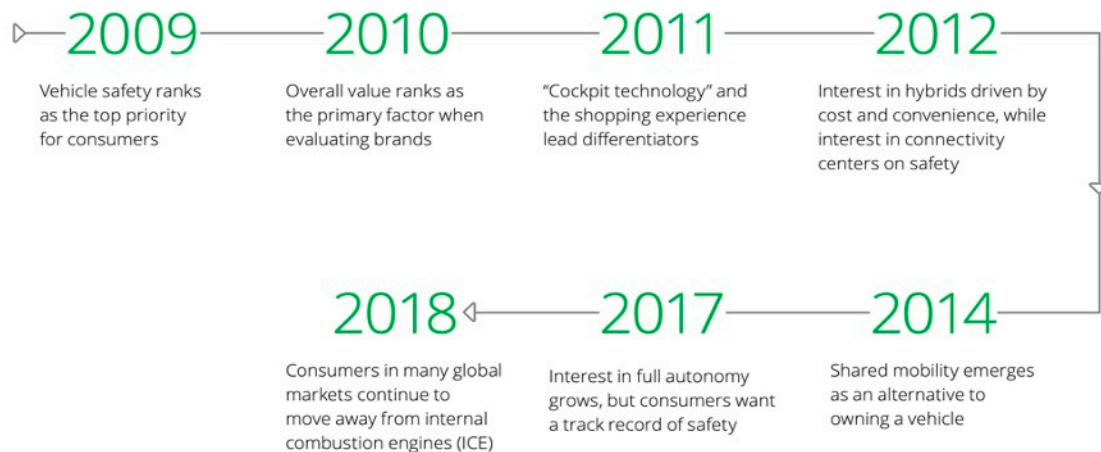 2009
Vehicle safety ranks
as the top priority
for consumers
2010
Overall value ranks as
the primary factor when
evaluating brands
2011
“Cockpit technology” and
the shopping experience
lead differentiators
2012
Interest in hybrids driven by
cost and convenience, while
interest in connectivity
centers on safety
2014
Shared mobility emerges
as an alternative to
owning a vehicle
2017
Interest in full autonomy
grows, but consumers want
a track record of safety
2018
Consumers in many global
markets continue to
move away from internal
combustion engines (ICE)